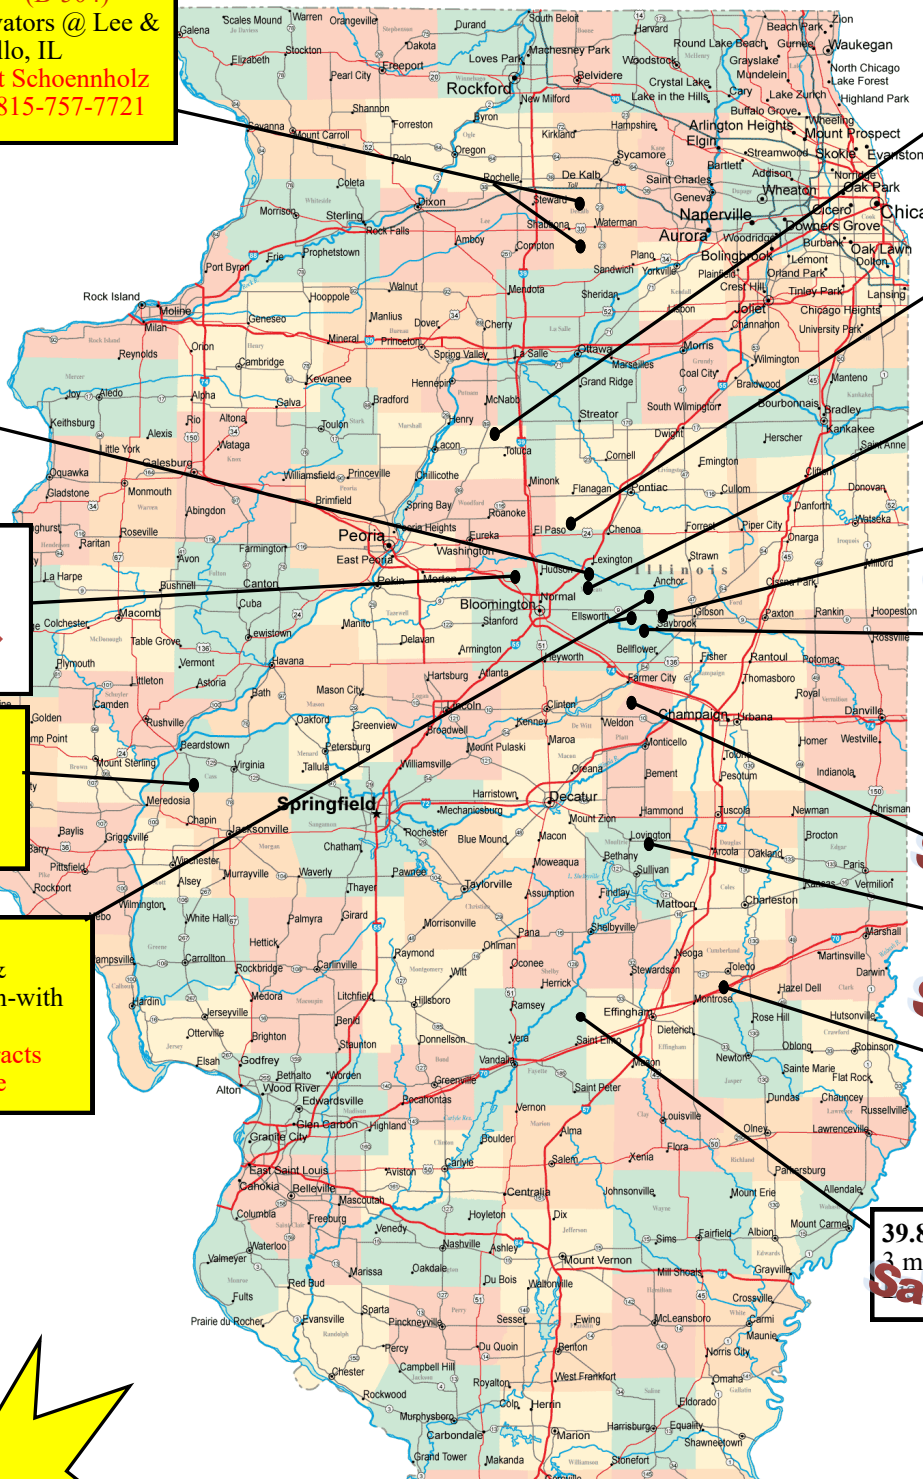 (B-504)
vators @ Lee &
llo, IL
t Schoennholz
815-757-7721
&
n-with
racts
e
39.8
3 m
Sa
Scales Mound
Warren
Orangeville
Durand
South Beloit
Harvard
Zion
Galena
Stockton
Dakota
Loves Park
Machesney Park
Round Lake Beach
Beach Park
Gurnee
Waukegan
Elizabeth
Pearl City
Freeport
Rockford
Belvidere
Woodstock
Grayslake
Mundelein
North Chicago
Lake Forest
New Milford
Crystal Lake
Lake in the Hills
Cary
Lake Zurich
Highland Park
Shannon
Byron
Buffalo Grove
Wheeling
Savanna
Mount Carroll
Forreston
Kirkland
Hampshire
Arlington Heights
Mount Prospect
Polo
Oregon
Sycamore
Elgin
Streamwood
Skokie
Evanston
Rochelle
De Kalb
Saint Charles
Bartlett
Addison
Norridge
Coleta
Dixon
Steward
Geneva
Wheaton
Oak Park
Morrison
Sterling
Rock Falls
Shabbona
Waterman
Naperville
Cicero
Chica
Aurora
Woodridge
Downers Grove
Burbank
Oak Lawn
Erie
Prophetstown
Amboy
Compton
Plano
Bolingbrook
Lemont
Dolton
Port Byron
Sandwich
Yorkville
Plainfield
Orland Park
Rock Island
Moline
Hooppole
Walnut
Mendota
Sheridan
Crest Hill
Tinley Park
Lansing
Joliet
Chicago Heights
Milan
Geneseo
Manlius
Dover
Cherry
Lisbon
Channahon
University Park
Reynolds
Orion
Mineral
Princeton
Spring Valley
La Salle
Ottawa
Morris
Wilmington
Cambridge
Kewanee
Hennepin
Marseilles
Coal City
Braidwood
Manteno
Joy
Aledo
Alpha
Galva
Bradford
McNabb
Grand Ridge
South Wilmington
Bourbonnais
Bradley
Keithsburg
Rio
Altona
Toulon
Henry
Streator
Kankakee
Alexis
Wataga
Lacon
Toluca
Dwight
Herscher
Saint Anne
Little York
Galesburg
Williamsfield
Princeville
Chillicothe
Cornell
Emington
Clifton
Oquawka
Monmouth
Brimfield
Minonk
Flanagan
Pontiac
Cullom
Donovan
Gladstone
Abingdon
Spring Bay
Roanoke
Danforth
Roseville
Peoria
Peoria Heights
Eureka
El Paso
Chenoa
Forrest
Piper City
Watseka
Raritan
Avon
Farmington
East Peoria
Washington
Lexington
Strawn
Onarga
La Harpe
Bushnell
Canton
Pekin
Morton
Hudson
Illinois
Anchor
Cissna Park
Milford
Colchester
Macomb
Cuba
Bloomington
Normal
Ellsworth
Gibson
Paxton
Rankin
Hoopeston
Table Grove
Lewistown
Manito
Stanford
Saybrook
Rossville
Plymouth
Vermont
Havana
Delavan
Armington
Heyworth
Bellflower
Fisher
Rantoul
Potomac
Littleton
Astoria
Bath
Hartsburg
Atlanta
Farmer City
Thomasboro
Camden
Mason City
Lincoln
Clinton
Royal
Golden
Rushville
Oakford
Greenview
Broadwell
Kenney
Weldon
Champaign
Urbana
Danville
Mount Sterling
Beardstown
Petersburg
Mount Pulaski
Maroa
Monticello
Homer
Westville
Virginia
Tallula
Williamsville
Oreana
Bement
Tolono
Pesotum
Indianola
Meredosia
Springfield
Harristown
Decatur
Chapin
Mechanicsburg
Mount Zion
Hammond
Tuscola
Newman
Chrisman
Baylis
Griggsville
Jacksonville
Rochester
Blue Mound
Macon
Lovington
Brocton
Barry
Pittsfield
Winchester
Chatham
Moweaqua
Bethany
Sullivan
Arcola
Oakland
Paris
Rockport
Alsey
Murrayville
Waverly
Pawnee
Taylorville
Kansas
Vermilion
Thayer
Assumption
Findlay
Mattoon
Charleston
Nebo
Wilmington
White Hall
Palmyra
Girard
Morrisonville
Pana
Shelbyville
Marshall
Hettick
Ohlman
Neoga
Martinsville
Carrollton
Rockbridge
Carlinville
Raymond
Witt
Oconee
Stewardson
Toledo
Darwin
Hardin
Medora
Litchfield
Hillsboro
Herrick
Montrose
Hazel Dell
Jerseyville
Ramsey
Effingham
Rose Hill
Hutsonville
Otterville
Brighton
Benld
Donnellson
Vera
Saint Elmo
Dieterich
Oblong
Robinson
Elsah
Godfrey
Staunton
Vandalia
Mason
Newton
Sainte Marie
Alton
Bethalto
Worden
Greenville
Saint Peter
Flat Rock
Wood River
Edwardsville
Pocahontas
Vernon
Louisville
Dundas
Chauncey
Russellville
Granite City
Glen Carbon
Highland
Boulder
Alma
Olney
Lawrenceville
East Saint Louis
Cahokia
Belleville
Aviston
Carlyle
Salem
Xenia
Flora
Parkersburg
Columbia
Mascoutah
Centralia
Johnsonville
Mount Erie
Allendale
Freeburg
Venedy
Hoyleton
Dix
Mount Carmel
Waterloo
Nashville
Ashley
Sims
Fairfield
Albion
Valmeyer
Marissa
Oakdale
Mount Vernon
Mill Shoals
Grayville
Red Bud
Du Bois
Waltonville
Crossville
Fults
Sparta
Prairie du Rocher
Evansville
Pinckneyville
Sesser
Ewing
McLeansboro
Carmi
Maunie
Percy
Du Quoin
Benton
Norris City
Chester
Campbell Hill
Royalton
West Frankfort
Omaha
Rockwood
Colp
Herrin
Eldorado
Murphysboro
Carbondale
Marion
Harrisburg
Equality
Shawneetown
Grand Tower
Makanda
Stonefort